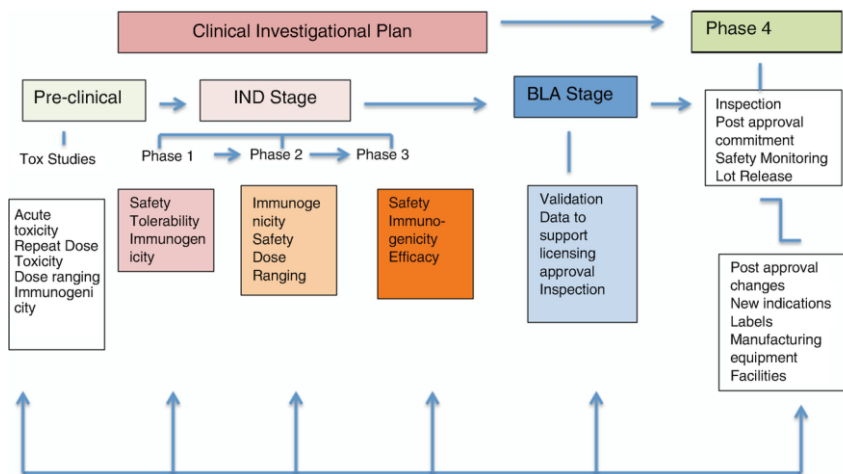 Clinical Investigational Plan
Phase 4
Pre-clinical
IND Stage
BLA Stage
Tox Studies
Phase 1
Phase 2
Phase 3
Acute
toxicity
Repeat Dose
Toxicity
Dose ranging
Immunogeni
city
Safety
Tolerability
Immunogen
icity
Immunoge
nicity
Safety
Dose
Ranging
Safety
Immuno-
genicity
Efficacy
Validation
Data to
support
licensing
approval
Inspection
Inspection
Post approval
commitment
Safety Monitoring
Lot Release
Post approval
changes
New indications
Labels
Manufacturing
equipment
Facilities